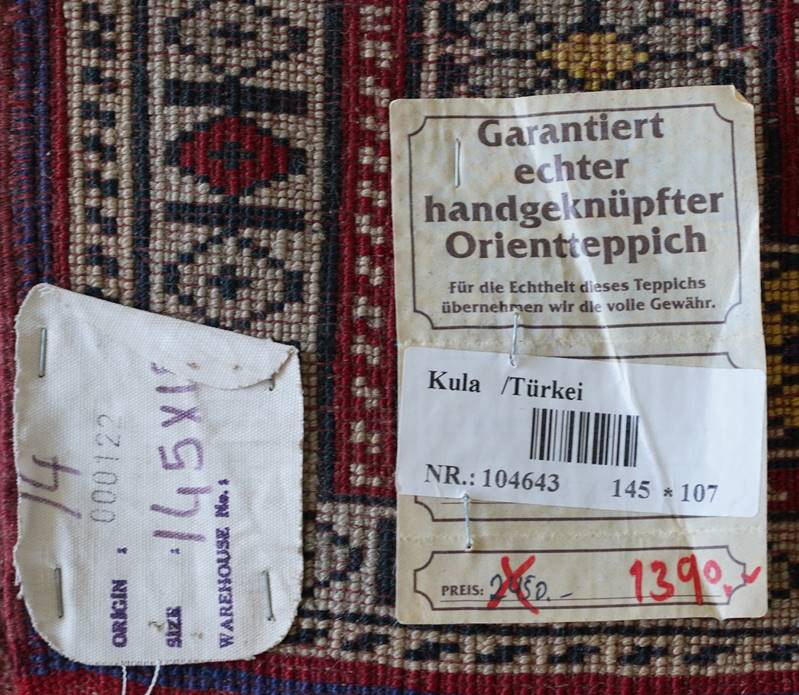 Garantiert
echter
handgeknüpfter
Orientteppich
Für die Echtheit dieses Teppichs
übernehmen wir die volle Gewähr.
Kula /Türkei
NR.: 104643 145 * 107
PREIS: 2450.- 1390,-
14
000122
ORIGIN :
SIZE :
WAREHOUSE No. :